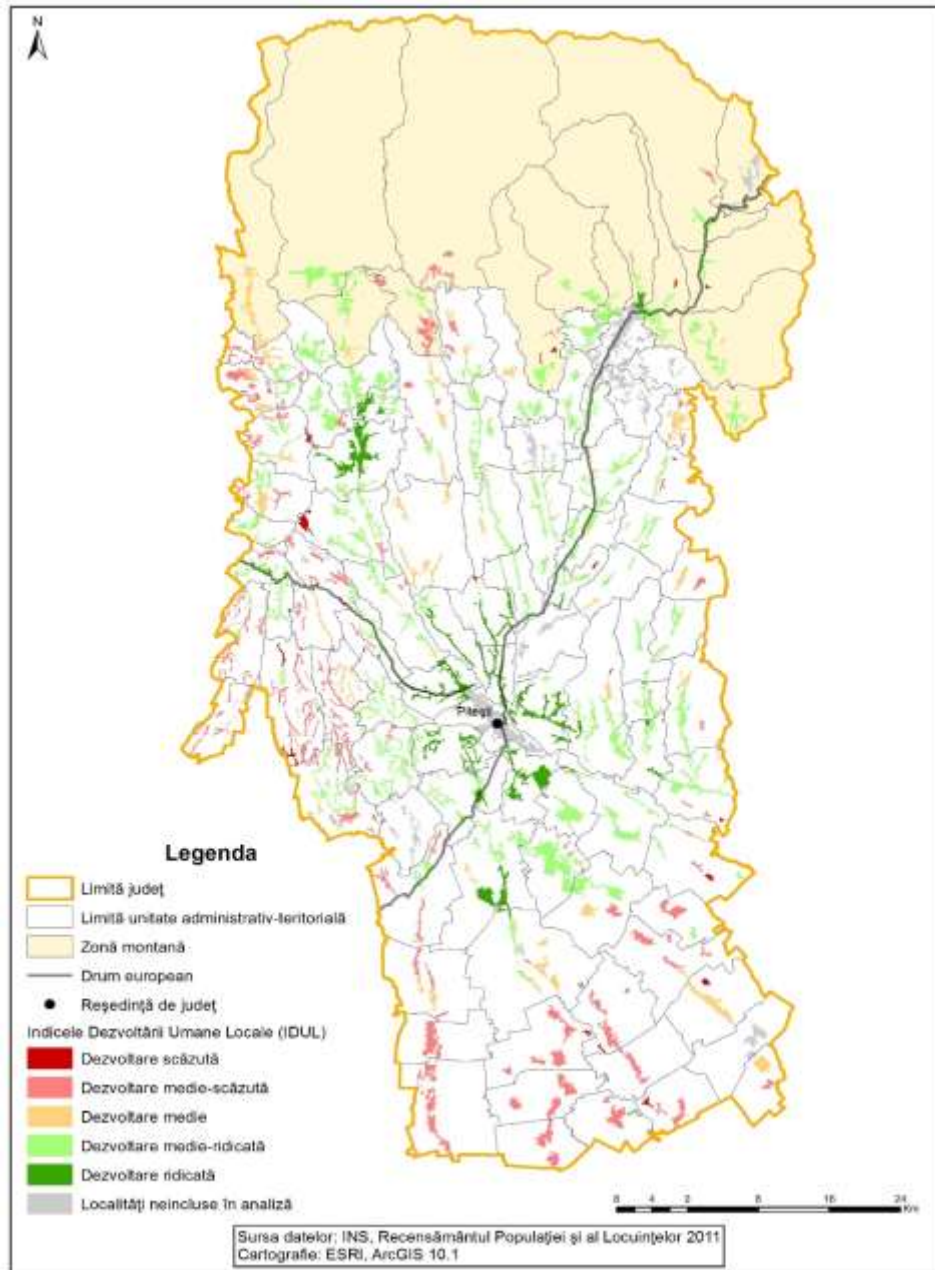 N
Pitești
Legenda
Limită județ
Limită unitate administrativ-teritorială
Zonă montană
Drum european
Reședință de județ
Indicele Dezvoltării Umane Locale (IDUL)
Dezvoltare scăzută
Dezvoltare medie-scăzută
Dezvoltare medie
Dezvoltare medie-ridicată
Dezvoltare ridicată
Localități neincluse în analiză
8 4 2 8 16 24
Km
Sursa datelor: INS, Recensământul Populației și al Locuințelor 2011
Cartografie: ESRI, ArcGIS 10.1